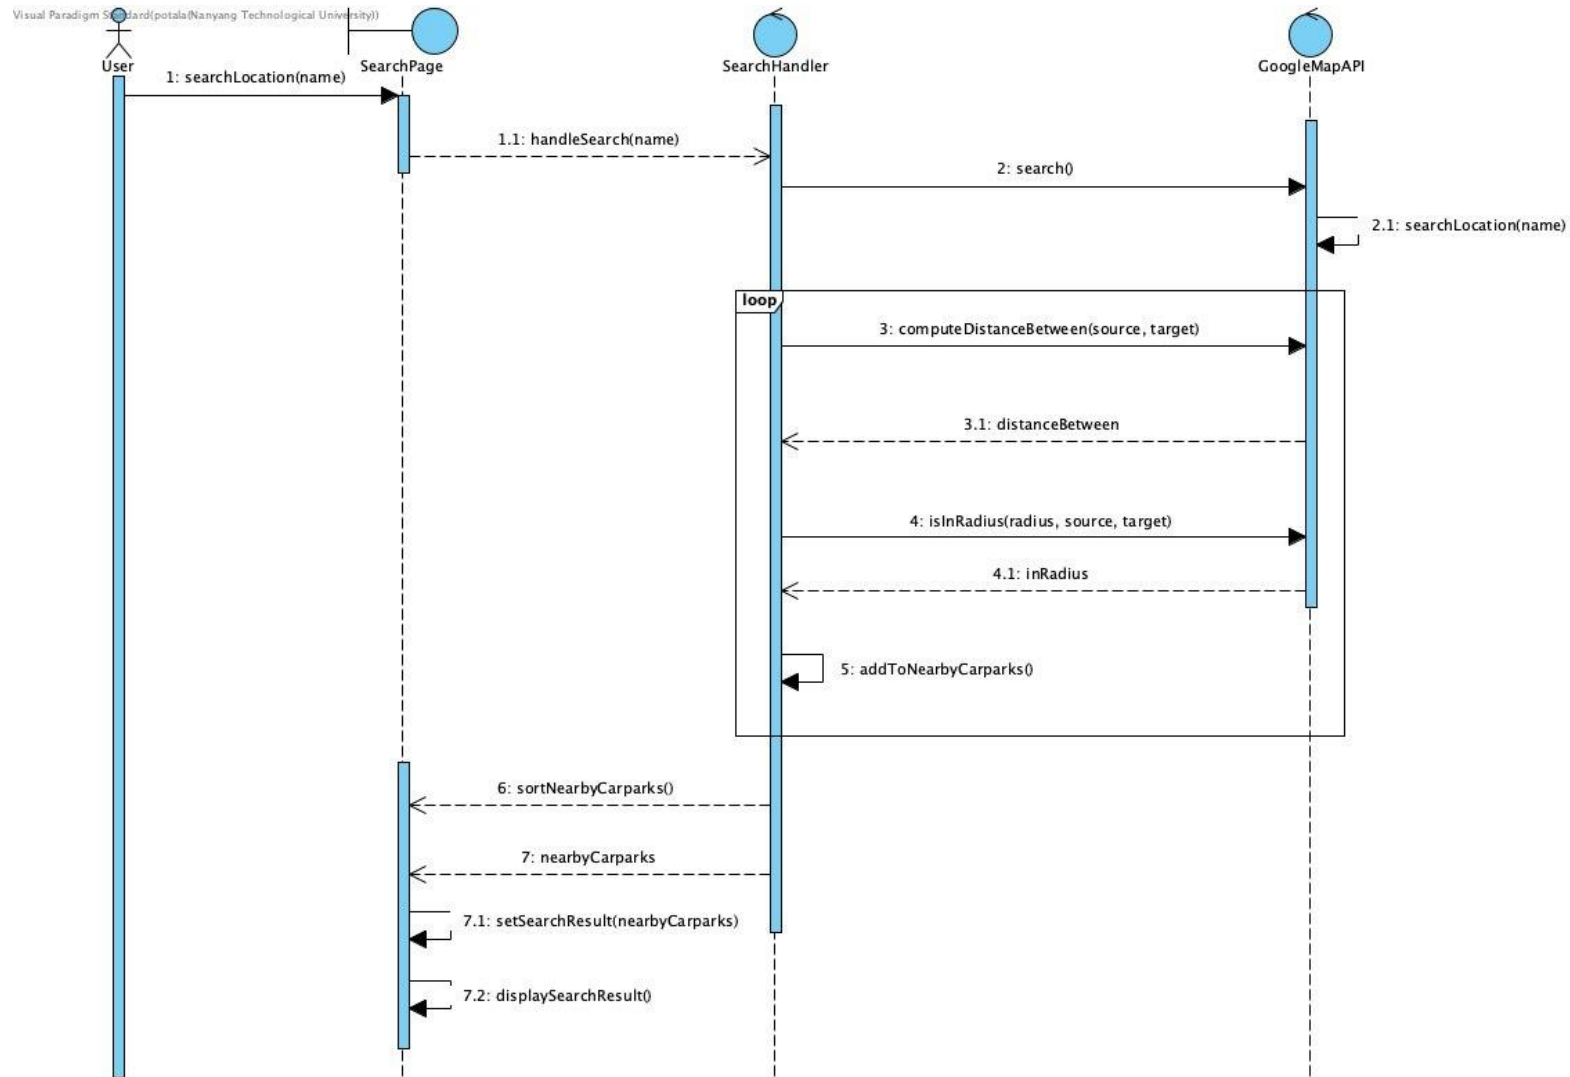 Visual Paradigm Standard(potala(Nanyang Technological University))
User
SearchPage
SearchHandler
GoogleMapAPI
1: searchLocation(name)
1.1: handleSearch(name)
2: search()
2.1: searchLocation(name)
loop
3: computeDistanceBetween(source, target)
3.1: distanceBetween
4: isInRadius(radius, source, target)
4.1: inRadius
5: addToNearbyCarparks()
6: sortNearbyCarparks()
7: nearbyCarparks
7.1: setSearchResult(nearbyCarparks)
7.2: displaySearchResult()